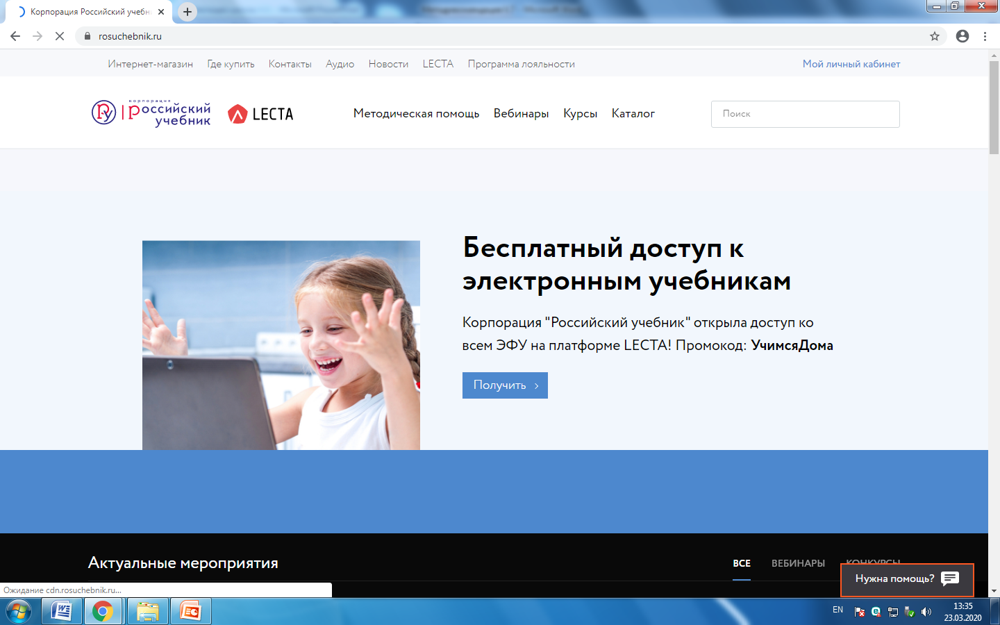 Корпорация Российский учебн
rosuchebnik.ru
Интернет-магазин Где купить Контакты Аудио Новости LECTA Программа лояльности Мой личный кабинет
корпорация
Российский
учебник
LECTA
Методическая помощь Вебинары Курсы Каталог
Поиск
Бесплатный доступ к
электронным учебникам
Корпорация "Российский учебник" открыла доступ ко
всем ЭФУ на платформе LECTA! Промокод: УчимсяДома
Получить
Актуальные мероприятия
ВСЕ ВЕБИНАРЫ КОНКУРСЫ
Нужна помощь?
Ожидание cdn.rosuchebnik.ru...
EN
13:35
23.03.2020